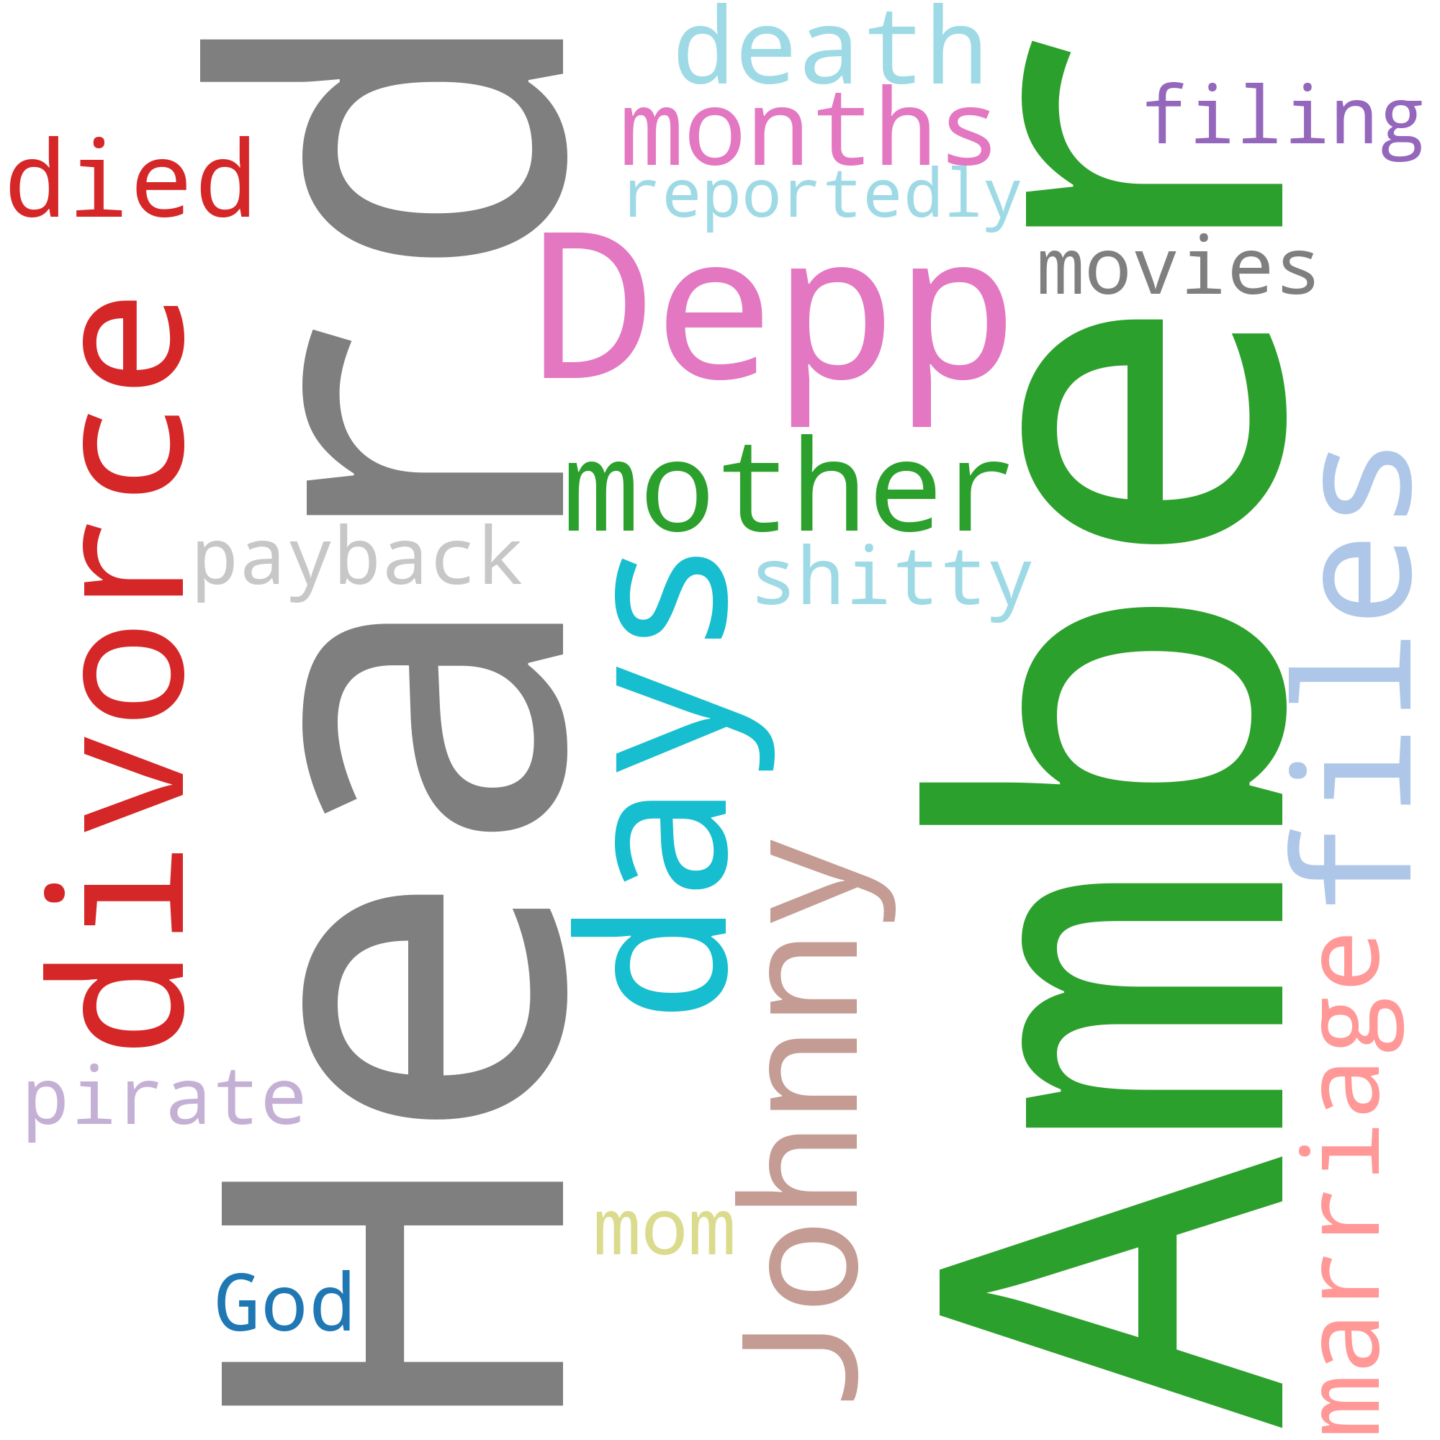 death
months
filing
died
reportedly
Depp
movies
Heard
Amber
divorce
mother
payback
shitty
days
files
Johnny
marriage
pirate
mom
God